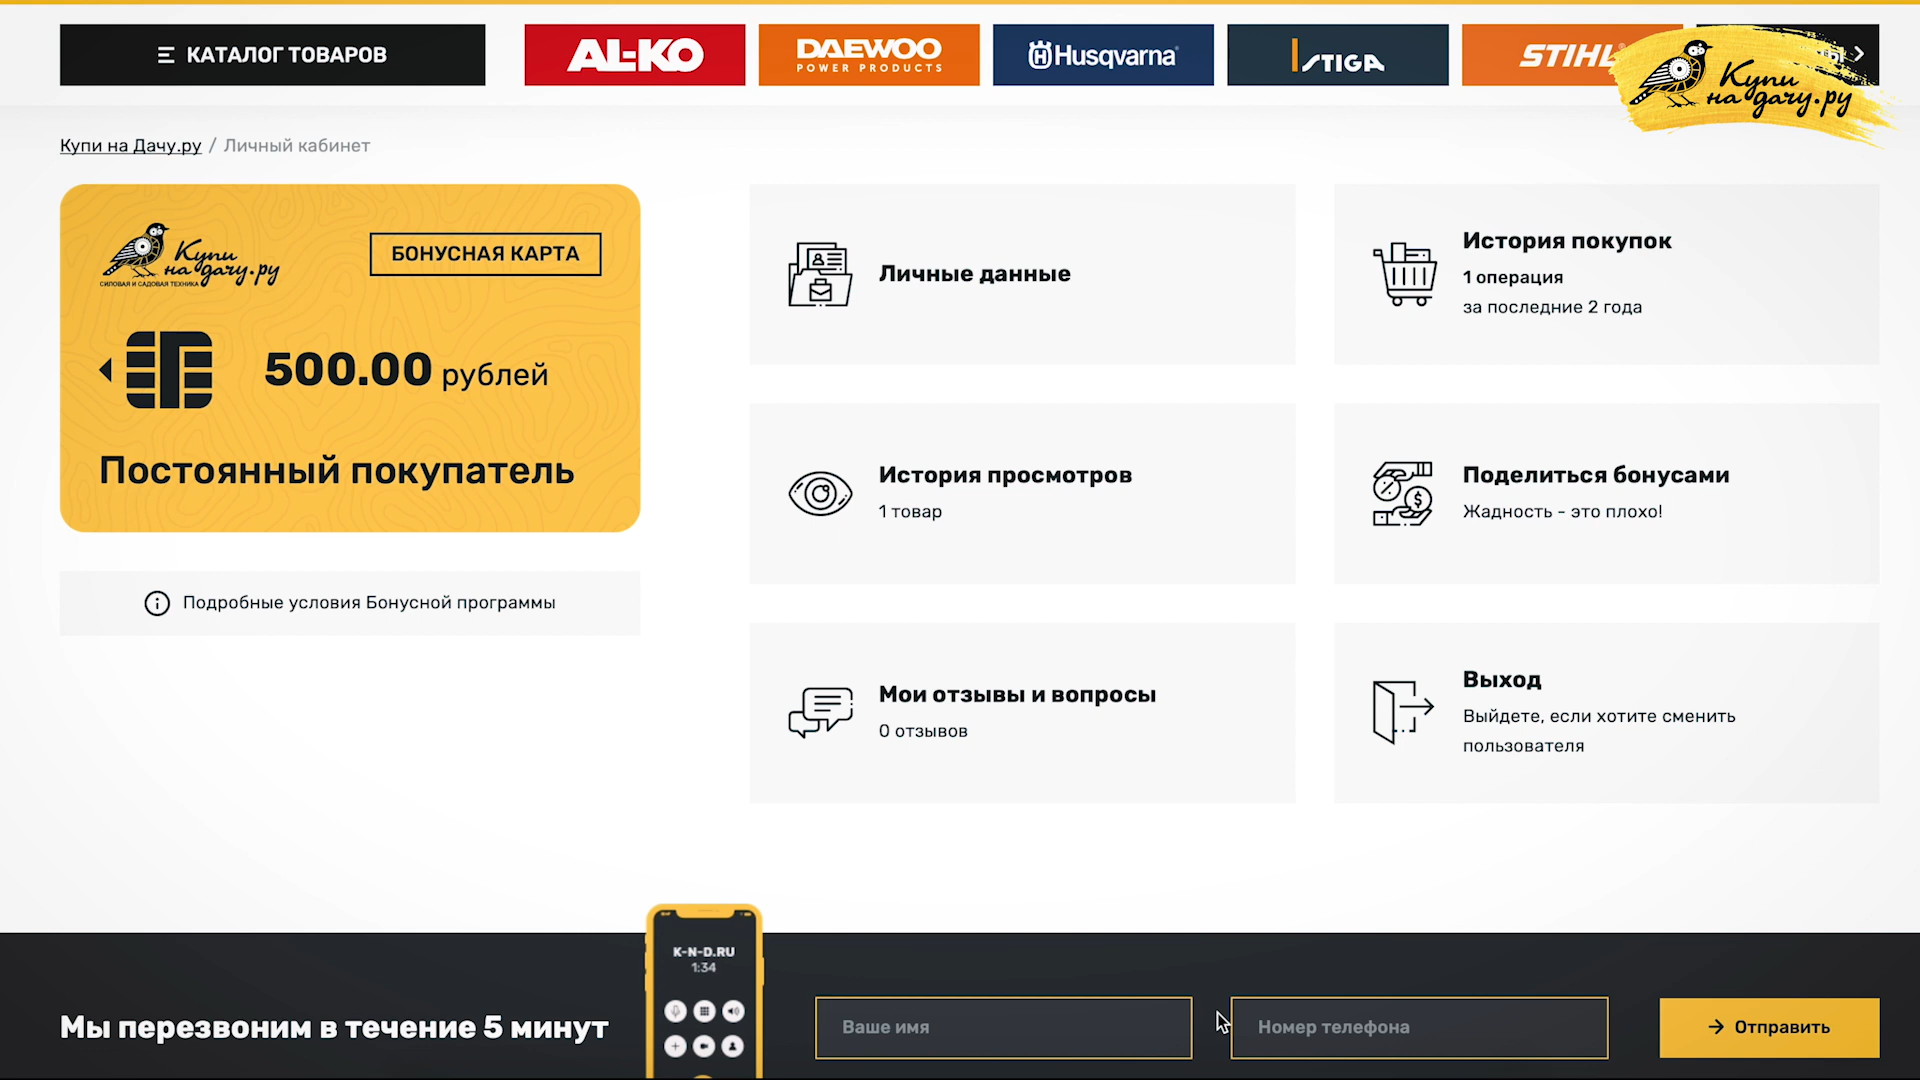 КАТАЛОГ ТОВАРОВ
AL-KO
DAEWOO
POWER PRODUCTS
Husqvarna
STIGA
STIHL
Купи
на дачу.ру
Купи на Дачу.ру / Личный кабинет
Купи
на дачу.ру
СИЛОВАЯ И САДОВАЯ ТЕХНИКА
БОНУСНАЯ КАРТА
500.00 рублей
Постоянный покупатель
Подробные условия Бонусной программы
Личные данные
История покупок
1 операция
за последние 2 года
История просмотров
1 товар
Поделиться бонусами
Жадность - это плохо!
Мои отзывы и вопросы
0 отзывов
Выход
Выйдете, если хотите сменить
пользователя
Мы перезвоним в течение 5 минут
K-N-D.RU
1:34
Ваше имя
Номер телефона
Отправить